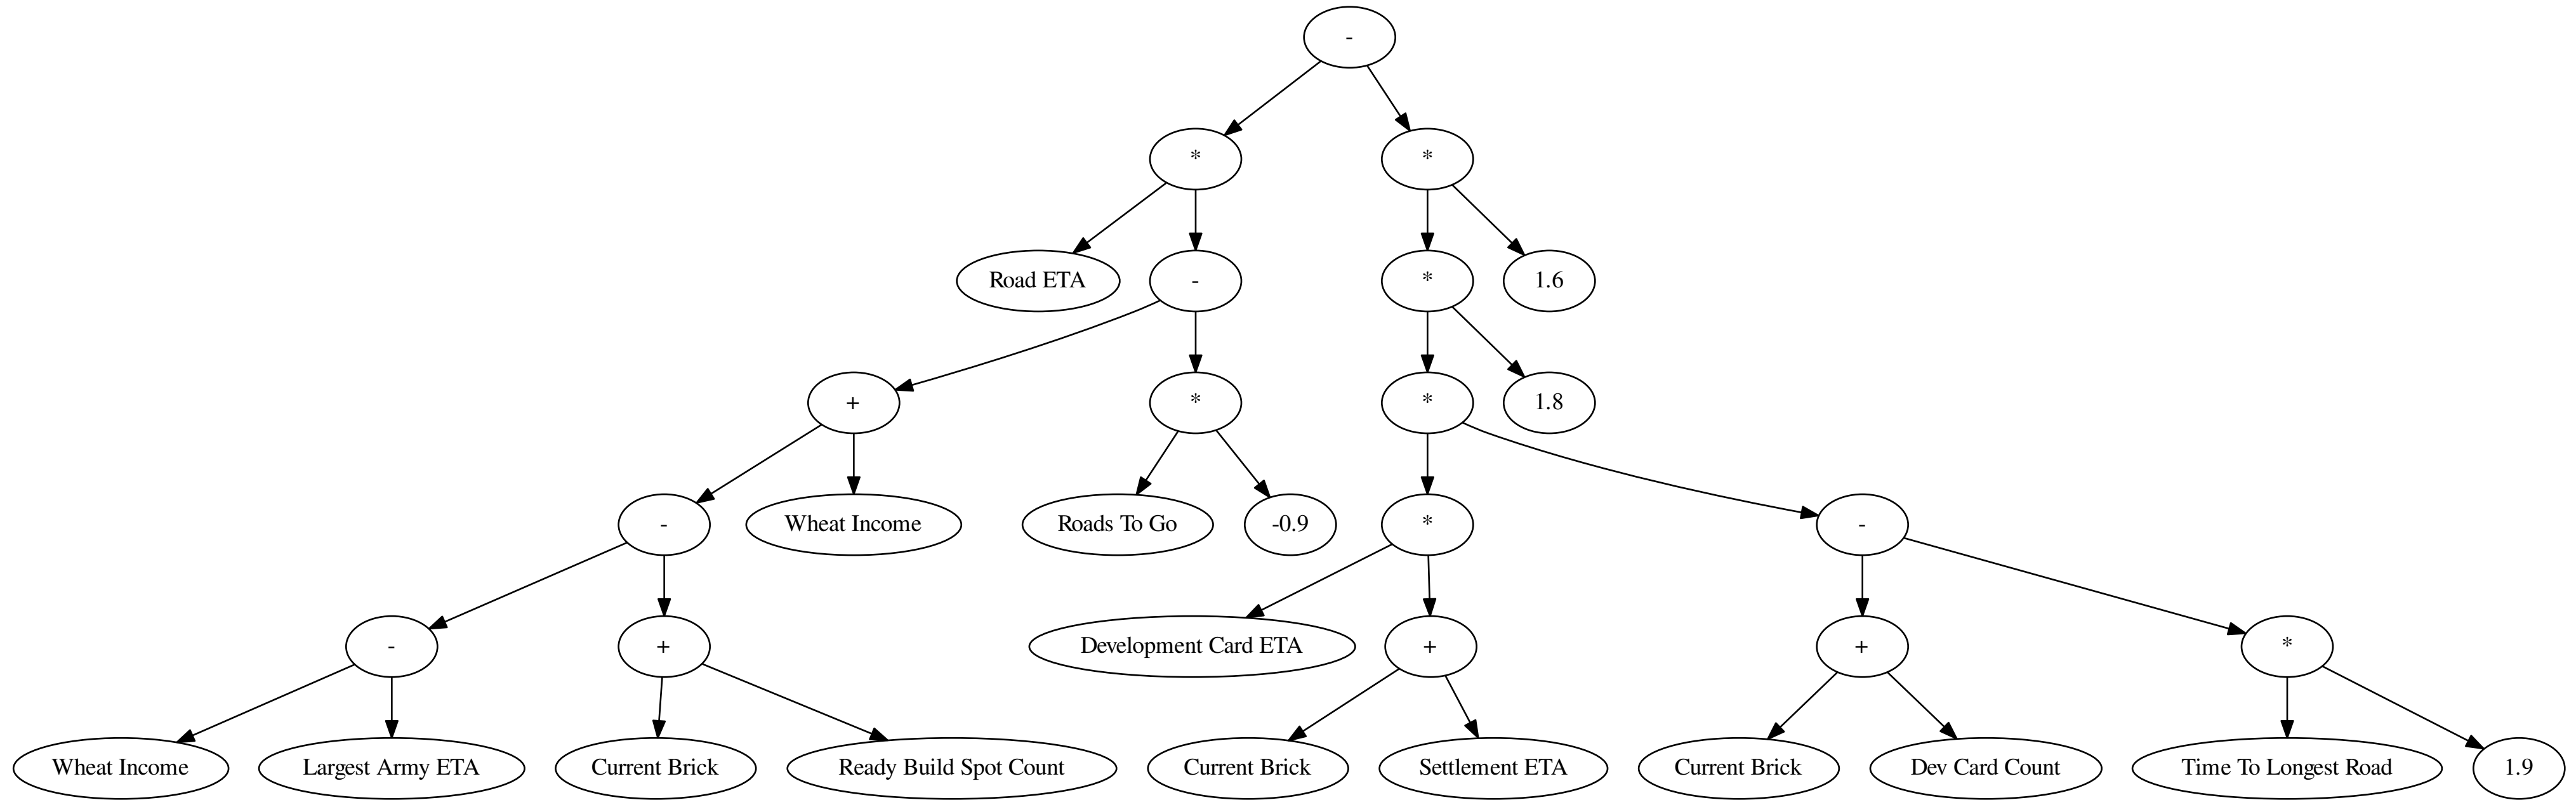 -
*
*
Road ETA
-
*
1.6
+
*
*
1.8
-
Wheat Income
Roads To Go
-0.9
*
-
-
+
Development Card ETA
+
+
*
Wheat Income
Largest Army ETA
Current Brick
Ready Build Spot Count
Current Brick
Settlement ETA
Current Brick
Dev Card Count
Time To Longest Road
1.9